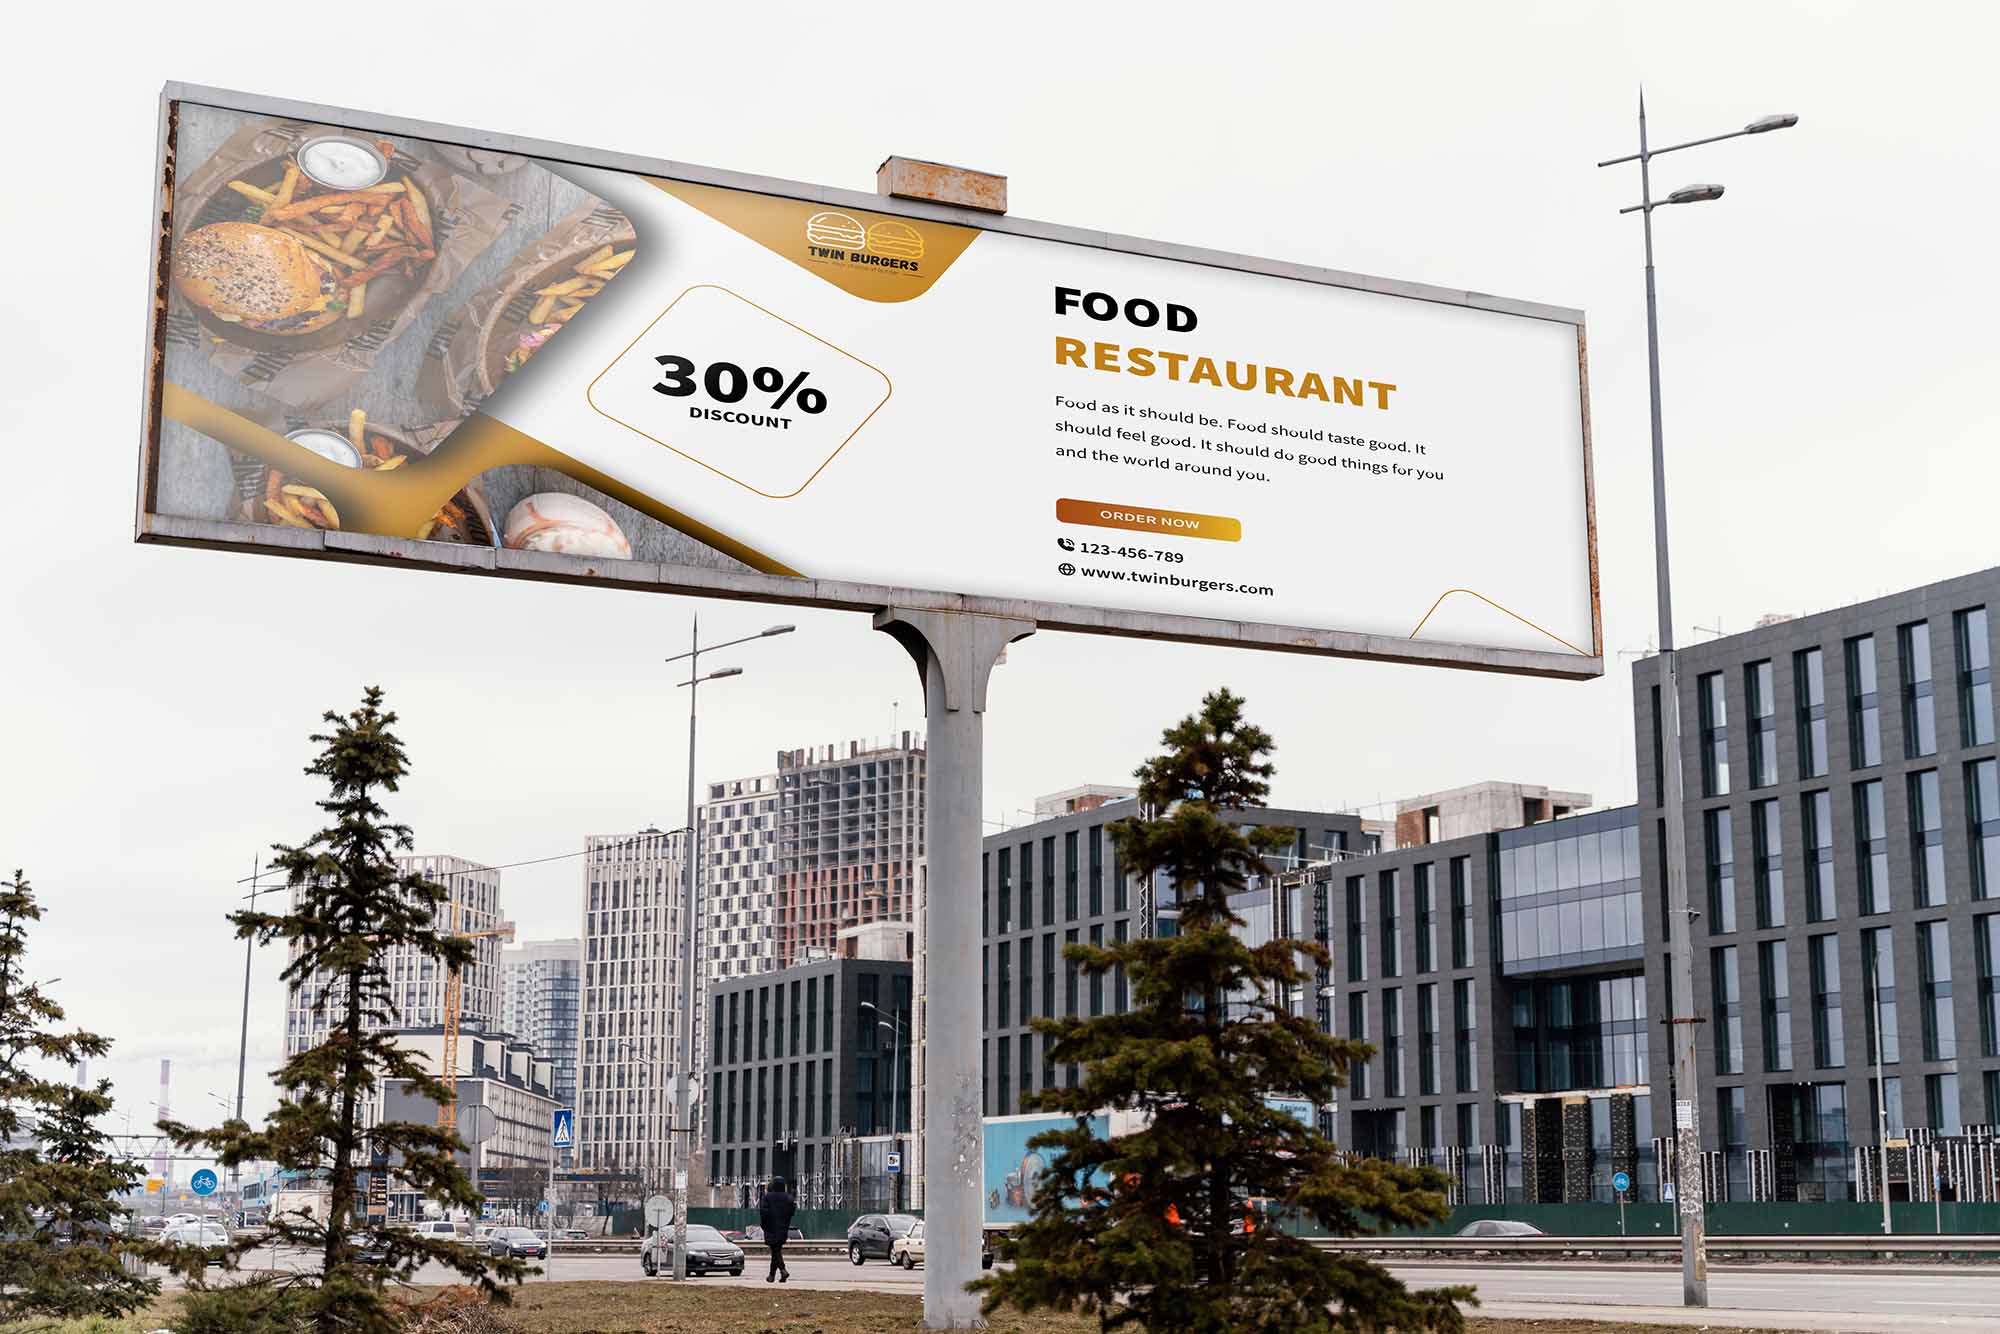 TWIN BURGERS
FOOD
RESTAURANT
30%
DISCOUNT
Food as it should be. Food should taste good. It
should feel good. It should do good things for you
and the world around you.
ORDER NOW
123-456-789
www.twinburgers.com